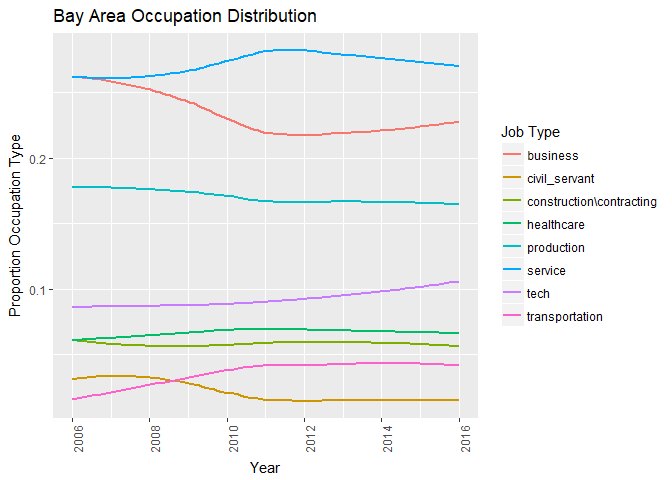 Bay Area Occupation Distribution
Proportion Occupation Type
0.2
0.1
2006
2008
2010
2012
2014
2016
Year
Job Type
business
civil_servant
construction\contracting
healthcare
production
service
tech
transportation